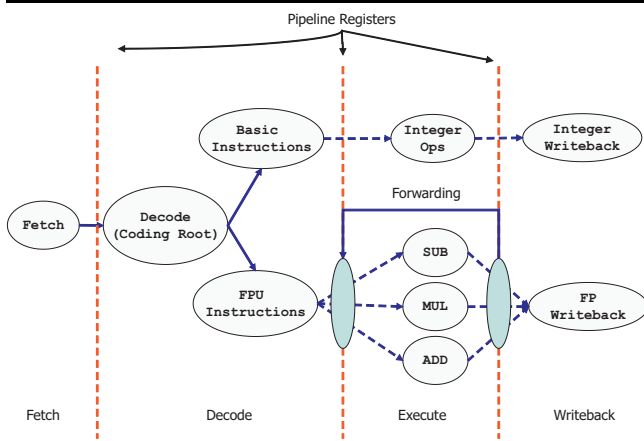 Pipeline Registers
Basic
Instructions
Integer
Ops
Integer
Writeback
Forwarding
Fetch
Decode
(Coding Root)
SUB
FPU
Instructions
MUL
FP
Writeback
ADD
Fetch
Decode
Execute
Writeback